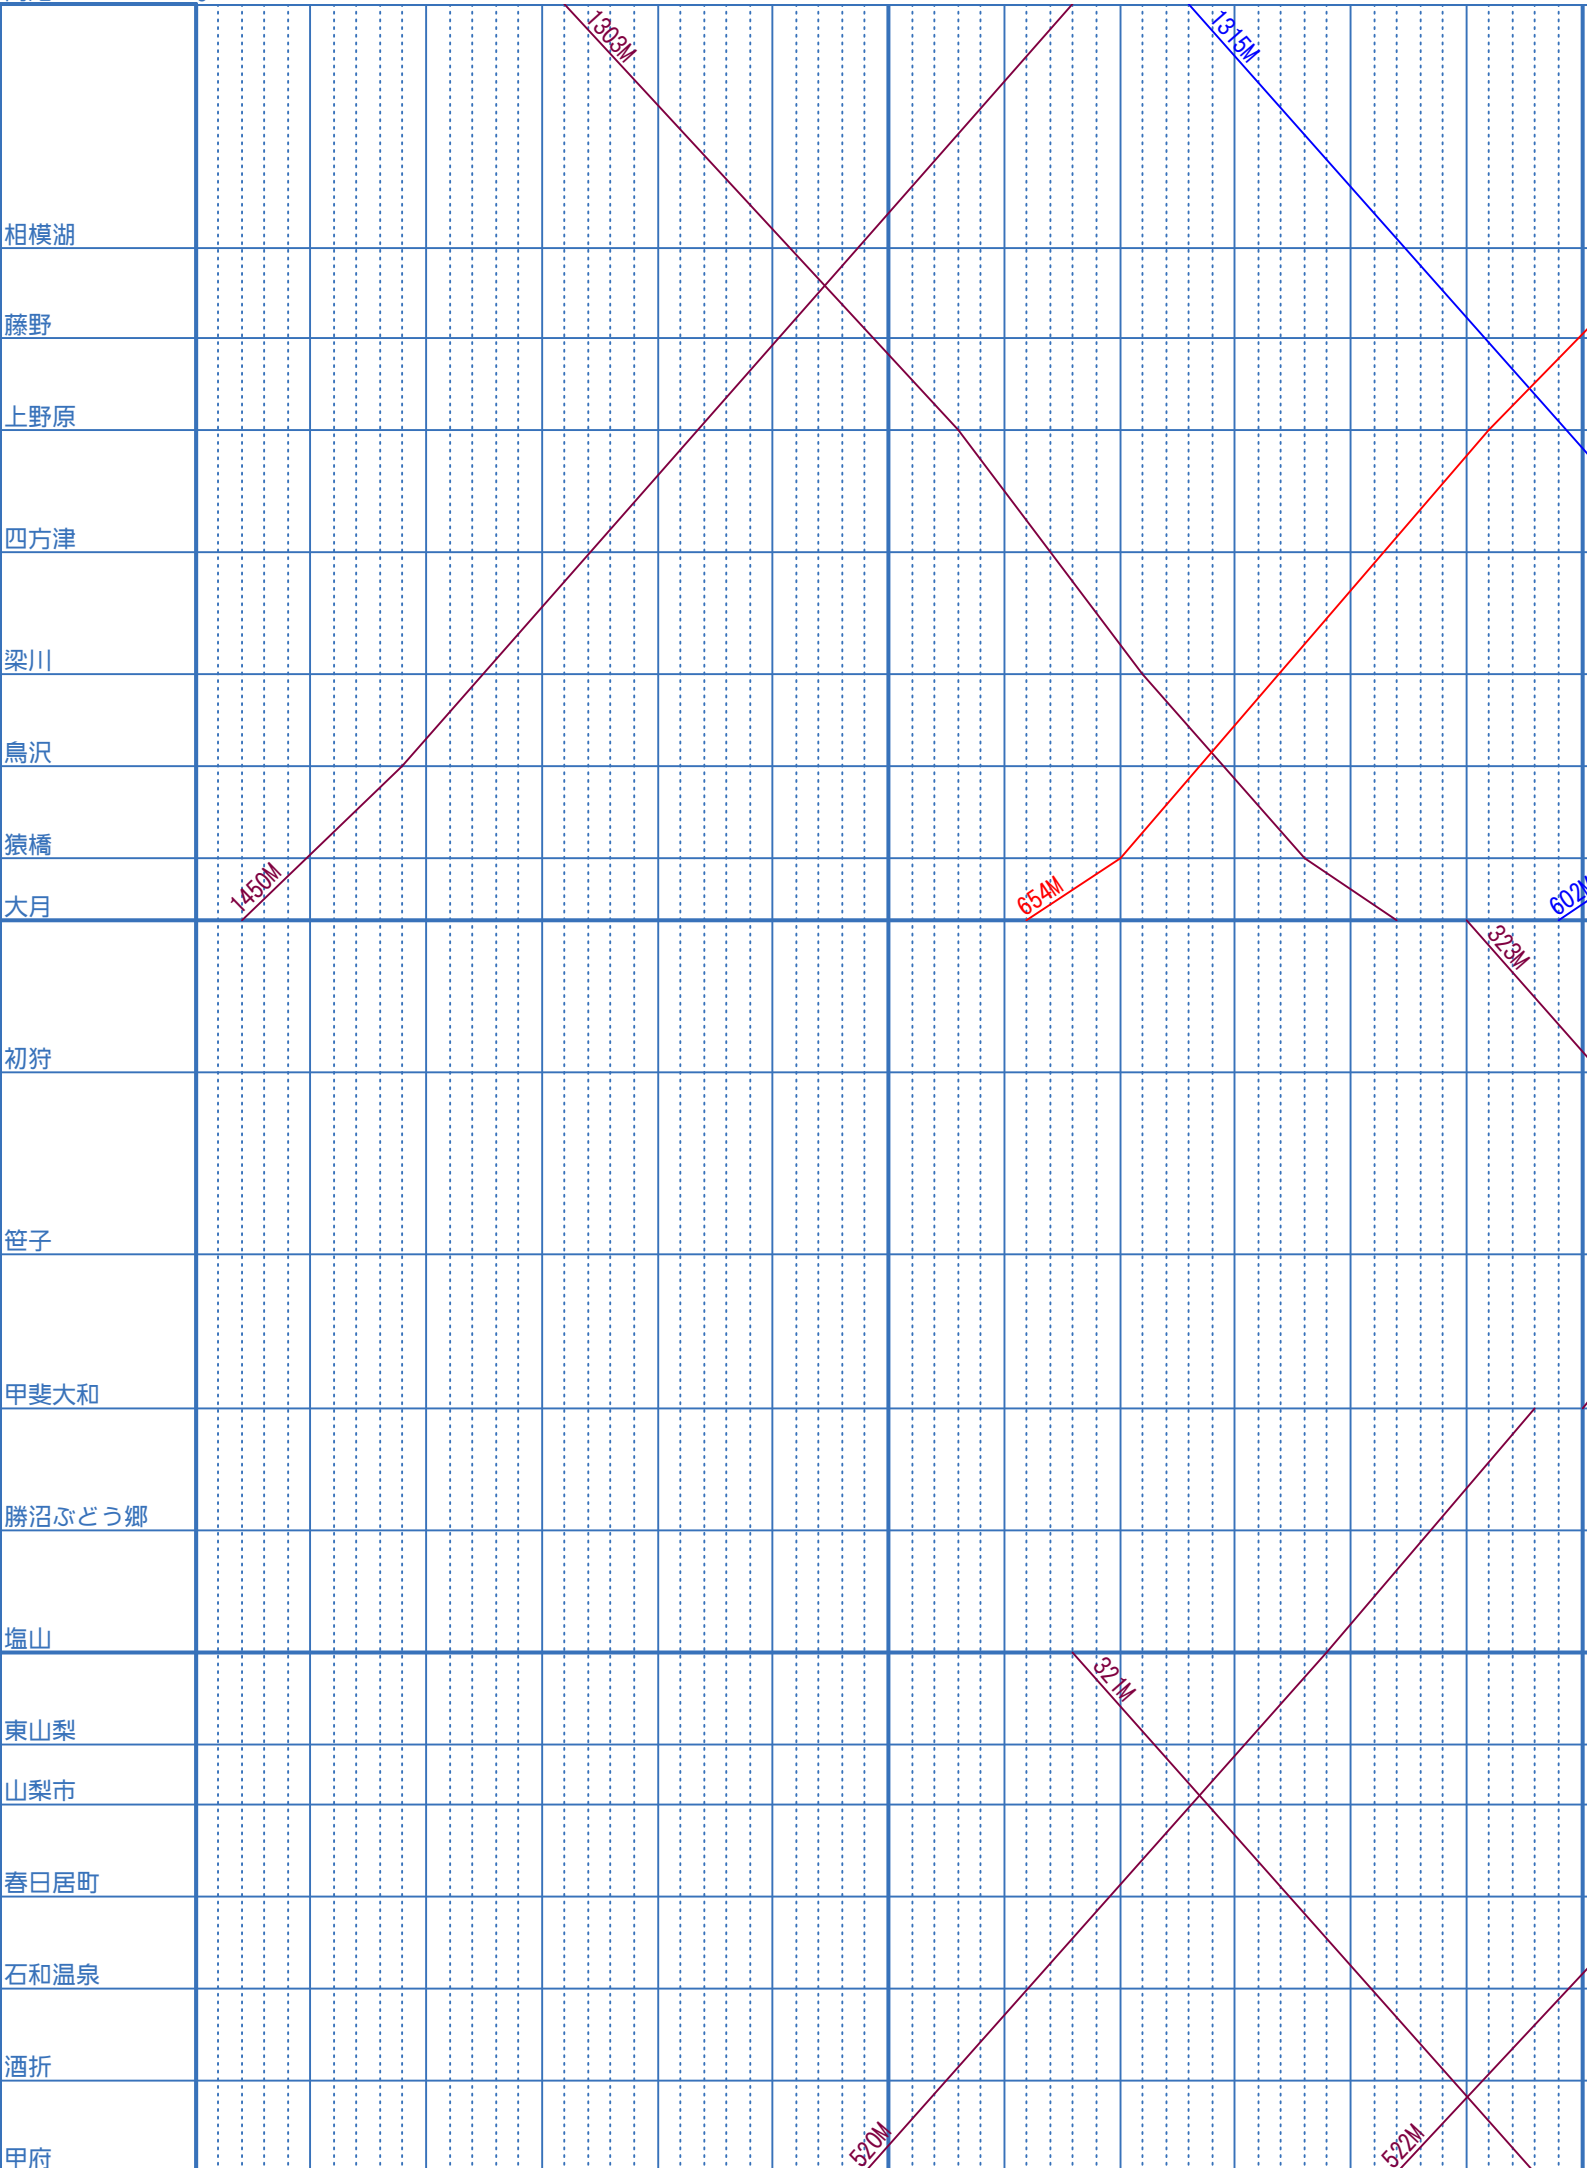 1303M
1315M
相模湖
藤野
上野原
四方津
梁川
鳥沢
猿橋
1450M
654M
602M
大月
323M
初狩
笹子
甲斐大和
勝沼ぶどう郷
塩山
321M
東山梨
山梨市
春日居町
石和温泉
酒折
520M
522M
甲府